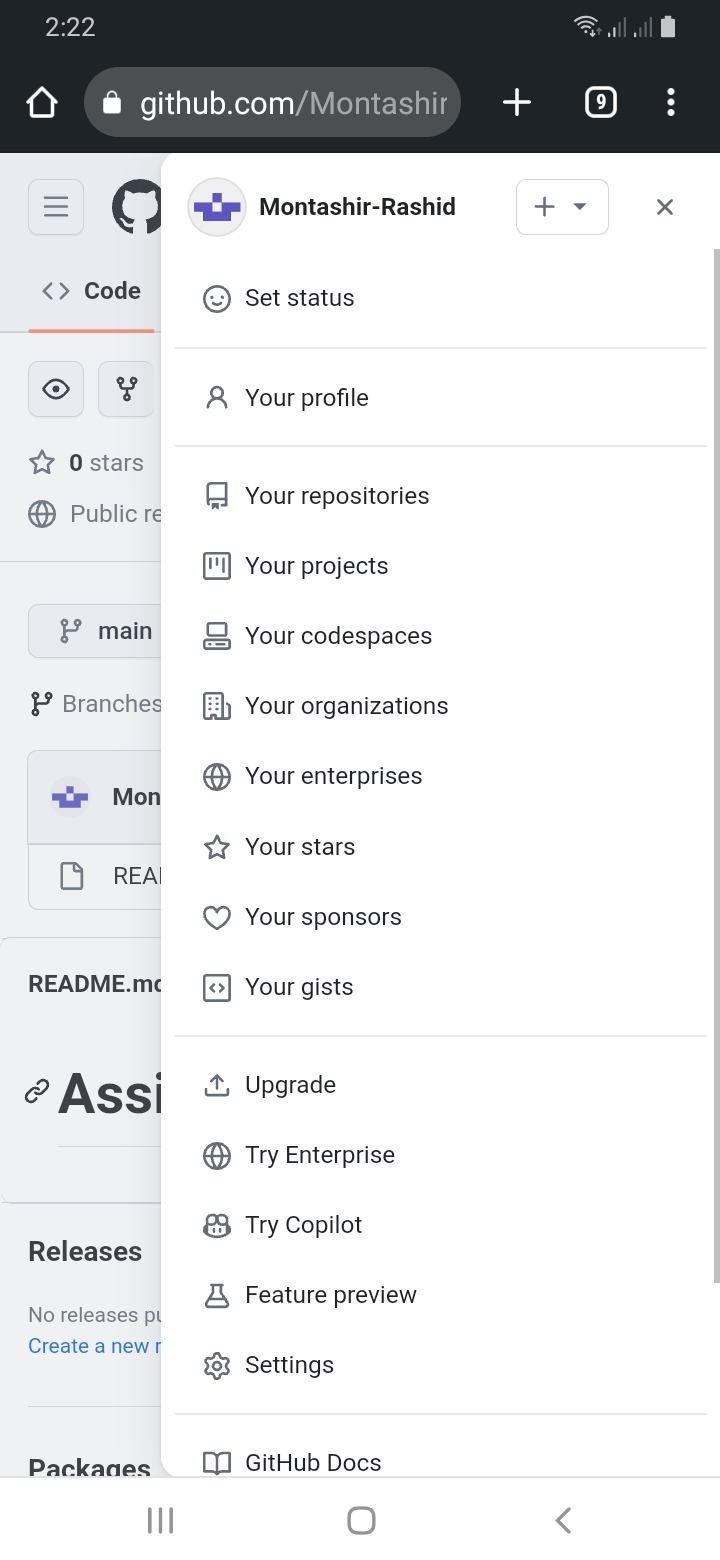 2:22
github.com/Montashir
9
Montashir-Rashid
Code
Set status
Your profile
0 stars
Public re
Your repositories
Your projects
main
Your codespaces
Branches
Your organizations
Your enterprises
Mon
Your stars
REA
Your sponsors
README.md
Your gists
Assi
Upgrade
Try Enterprise
Try Copilot
Releases
Feature preview
No releases pu
Create a new r
Settings
Packages
GitHub Docs